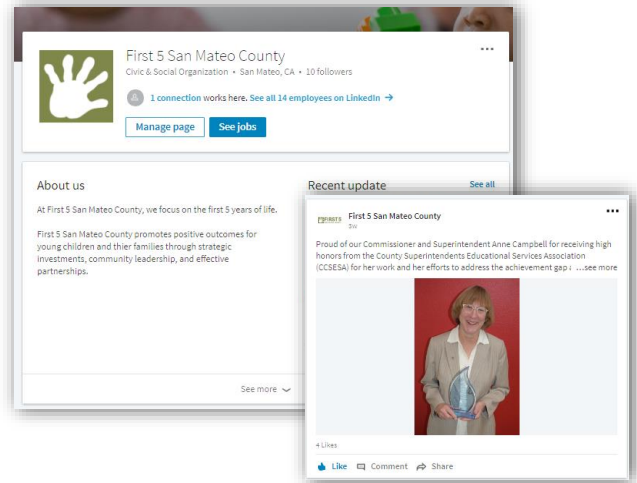 First 5 San Mateo County
Civic & Social Organization • San Mateo, CA • 10 followers
1 connection works here. See all 14 employees on LinkedIn →
Manage page
See jobs
About us
At First 5 San Mateo County, we focus on the first 5 years of life.
First 5 San Mateo County promotes positive outcomes for
young children and thier families through strategic
investments, community leadership, and effective
partnerships.
See more
Recent update
See all
First 5 San Mateo County
3w
Proud of our Commissioner and Superintendent Anne Campbell for receiving high
honors from the County Superintendents Educational Services Association
(CCSESA) for her work and her efforts to address the achievement gap ...see more
4 Likes
Like
Comment
Share